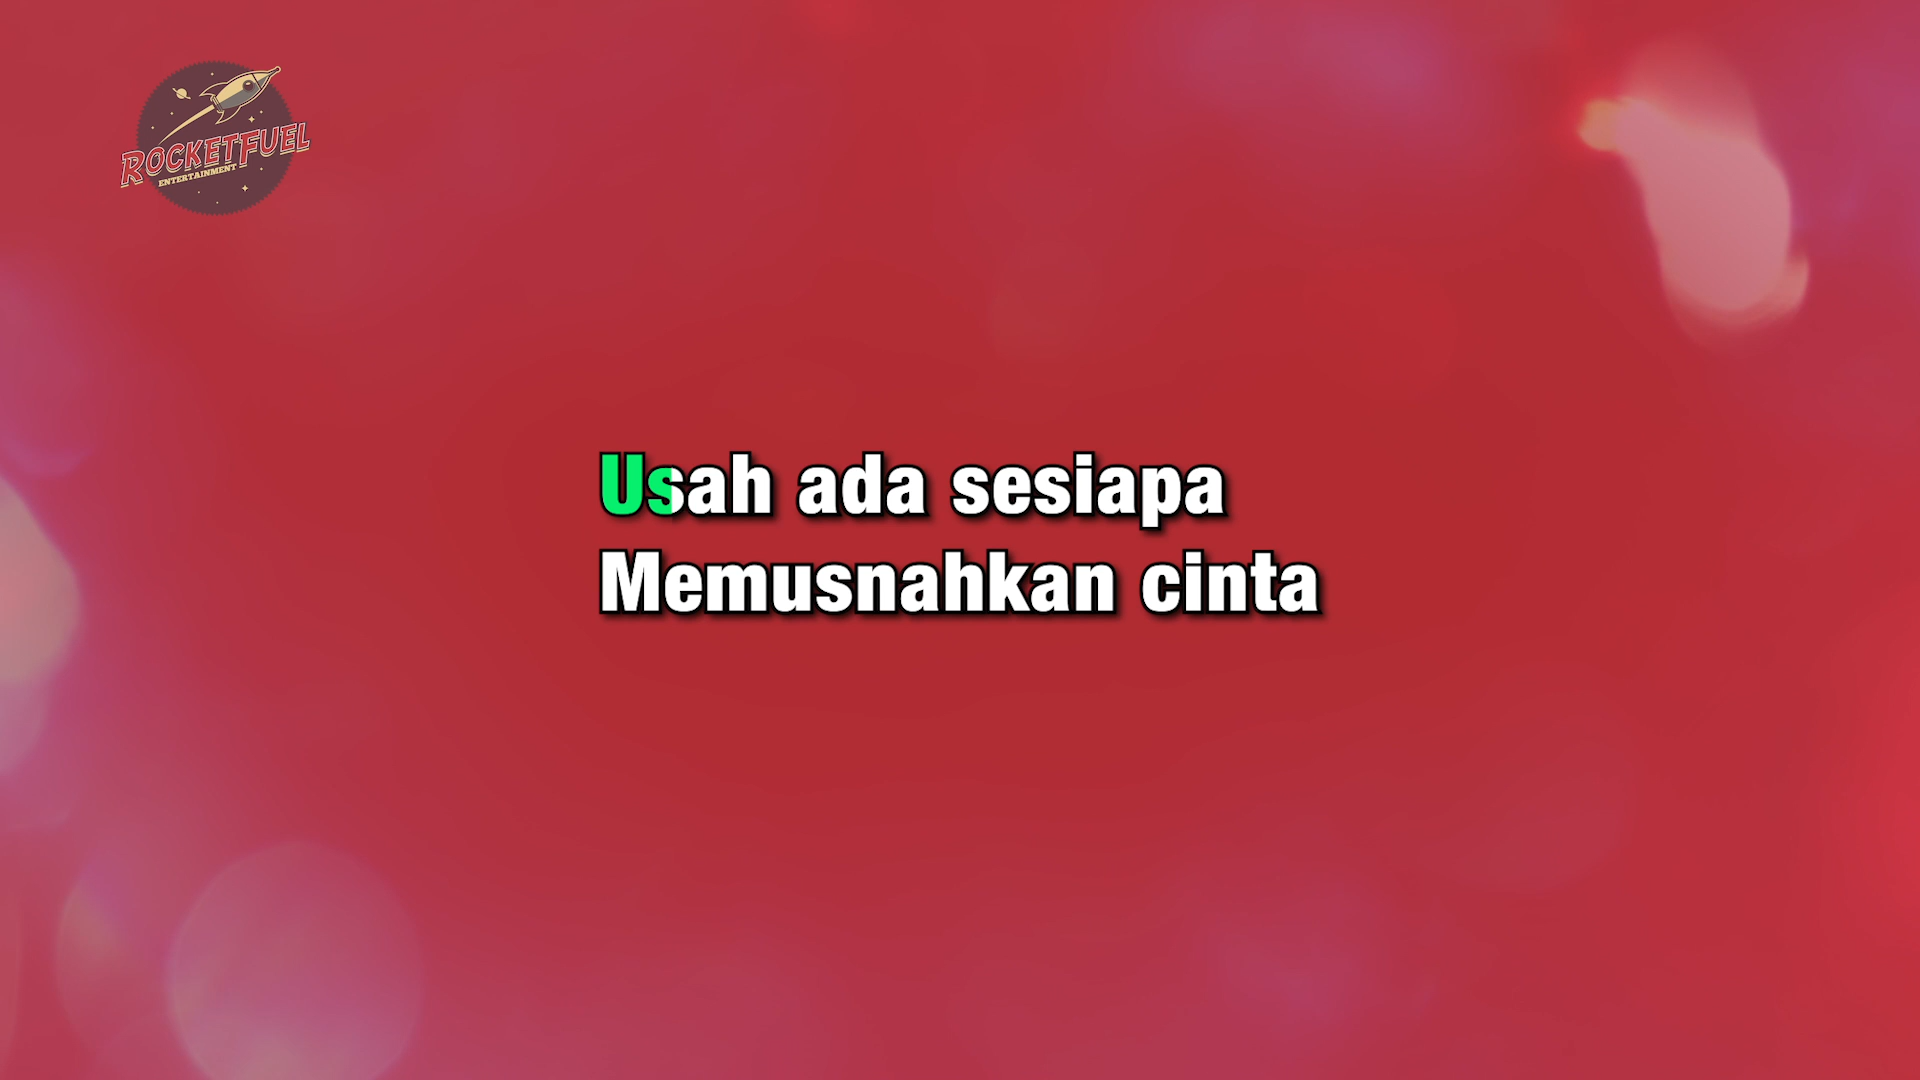 ROCKETFUEL
ENTERTAINMENT
Usah ada sesiapa
Memusnahkan cinta